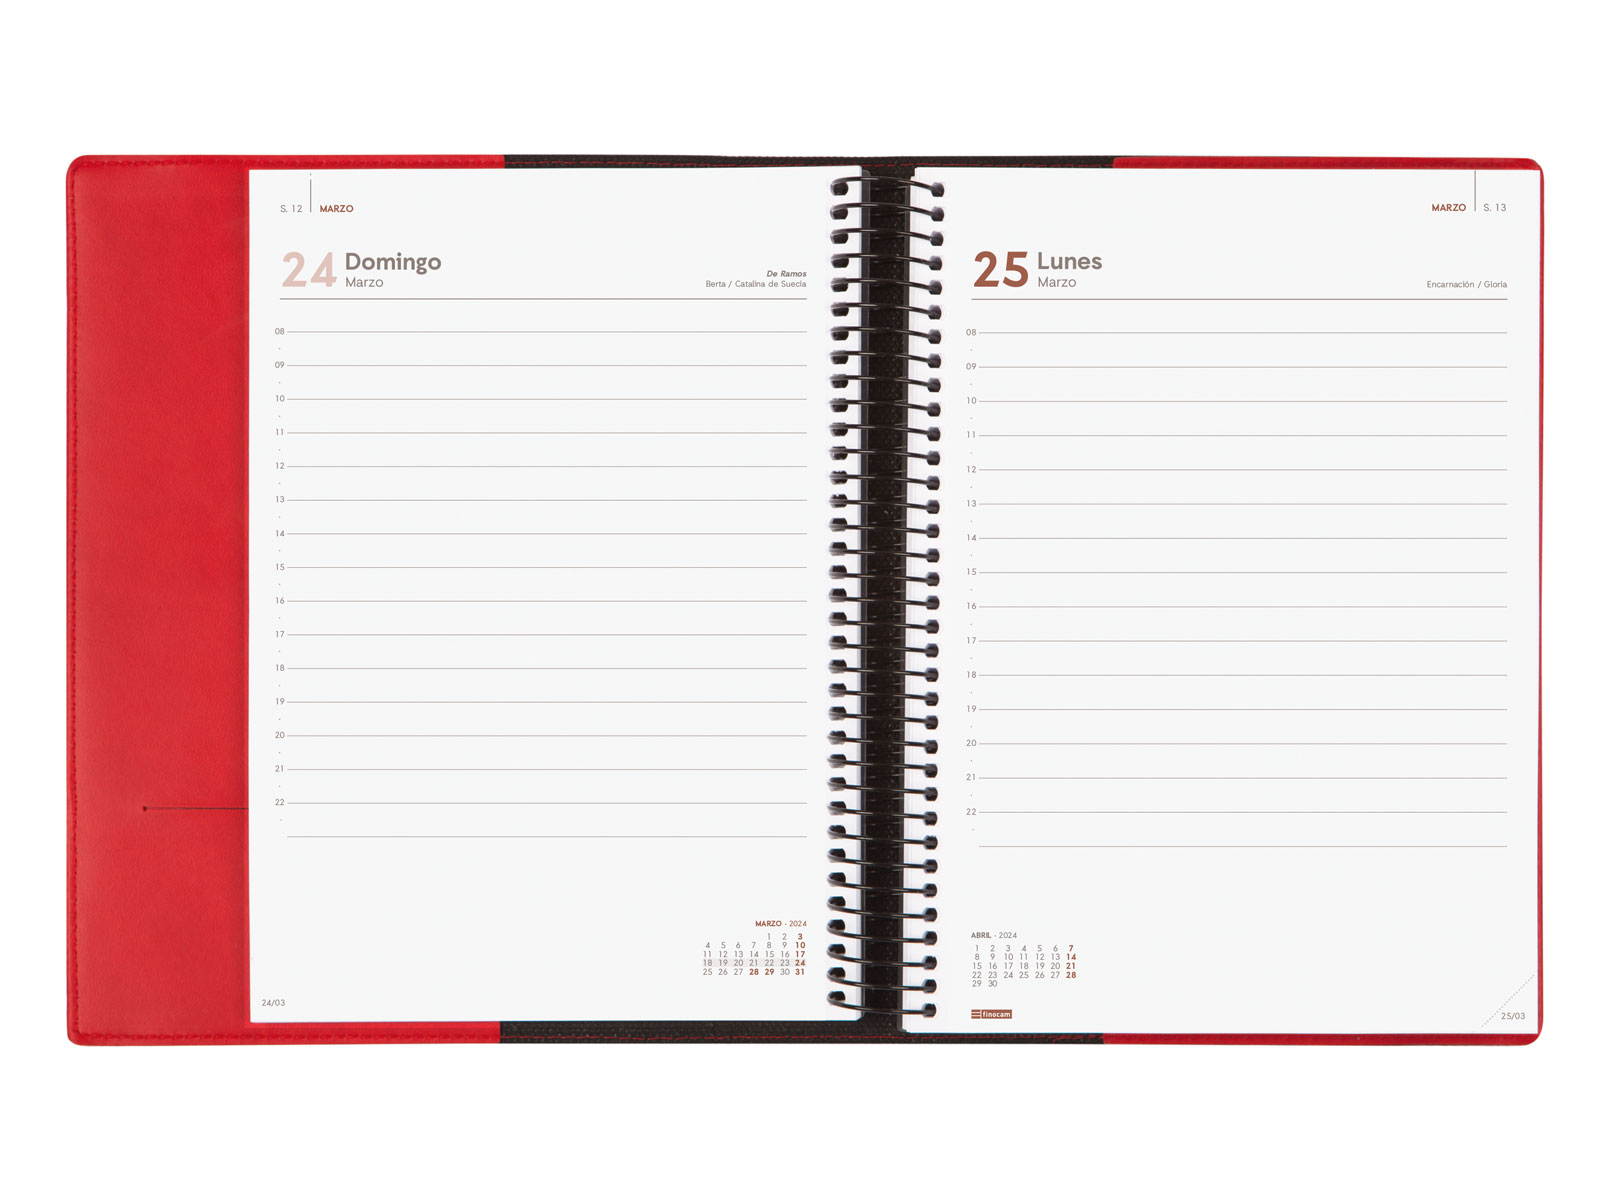 S. 12 MARZO
24 Domingo
Marzo
De Ramos
Berta / Catalina de Suecia
08
09
10
11
12
13
14
15
16
17
18
19
20
21
22
MARZO - 2024
1 2 3
4 5 6 7 8 9 10
11 12 13 14 15 16 17
18 19 20 21 22 23 24
25 26 27 28 29 30 31
24/03
MARZO S. 13
25 Lunes
Marzo
Encarnación / Gloria
08
09
10
11
12
13
14
15
16
17
18
19
20
21
22
ABRIL - 2024
1 2 3 4 5 6 7
8 9 10 11 12 13 14
15 16 17 18 19 20 21
22 23 24 25 26 27 28
29 30
finocam
25/03